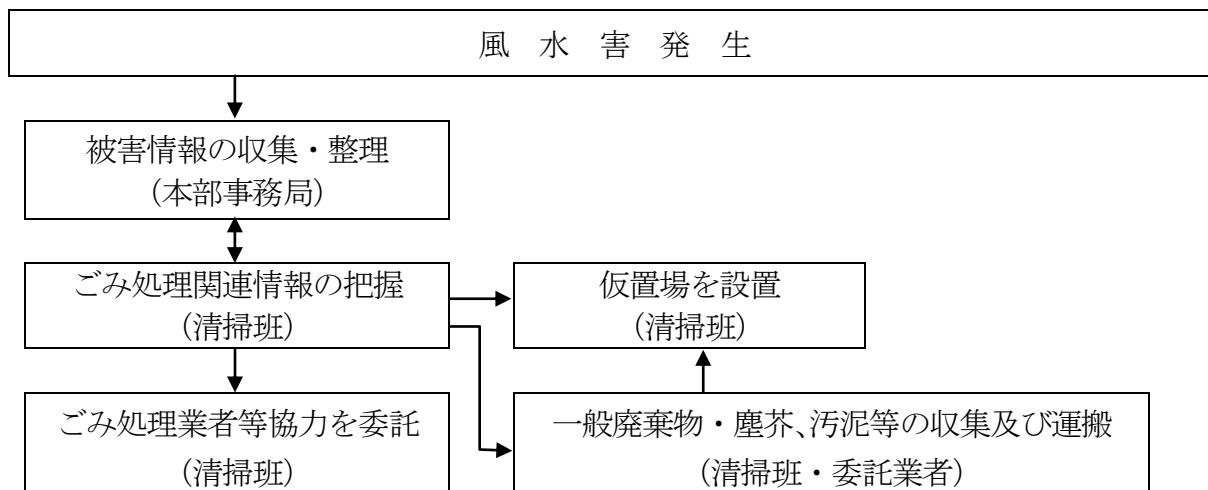 風　水　害　発　生
被害情報の収集・整理
（本部事務局）
ごみ処理関連情報の把握
（清掃班）
仮置場を設置
（清掃班）
ごみ処理業者等協力を委託
（清掃班）
一般廃棄物・塵芥、汚泥等の収集及び運搬
（清掃班・委託業者）